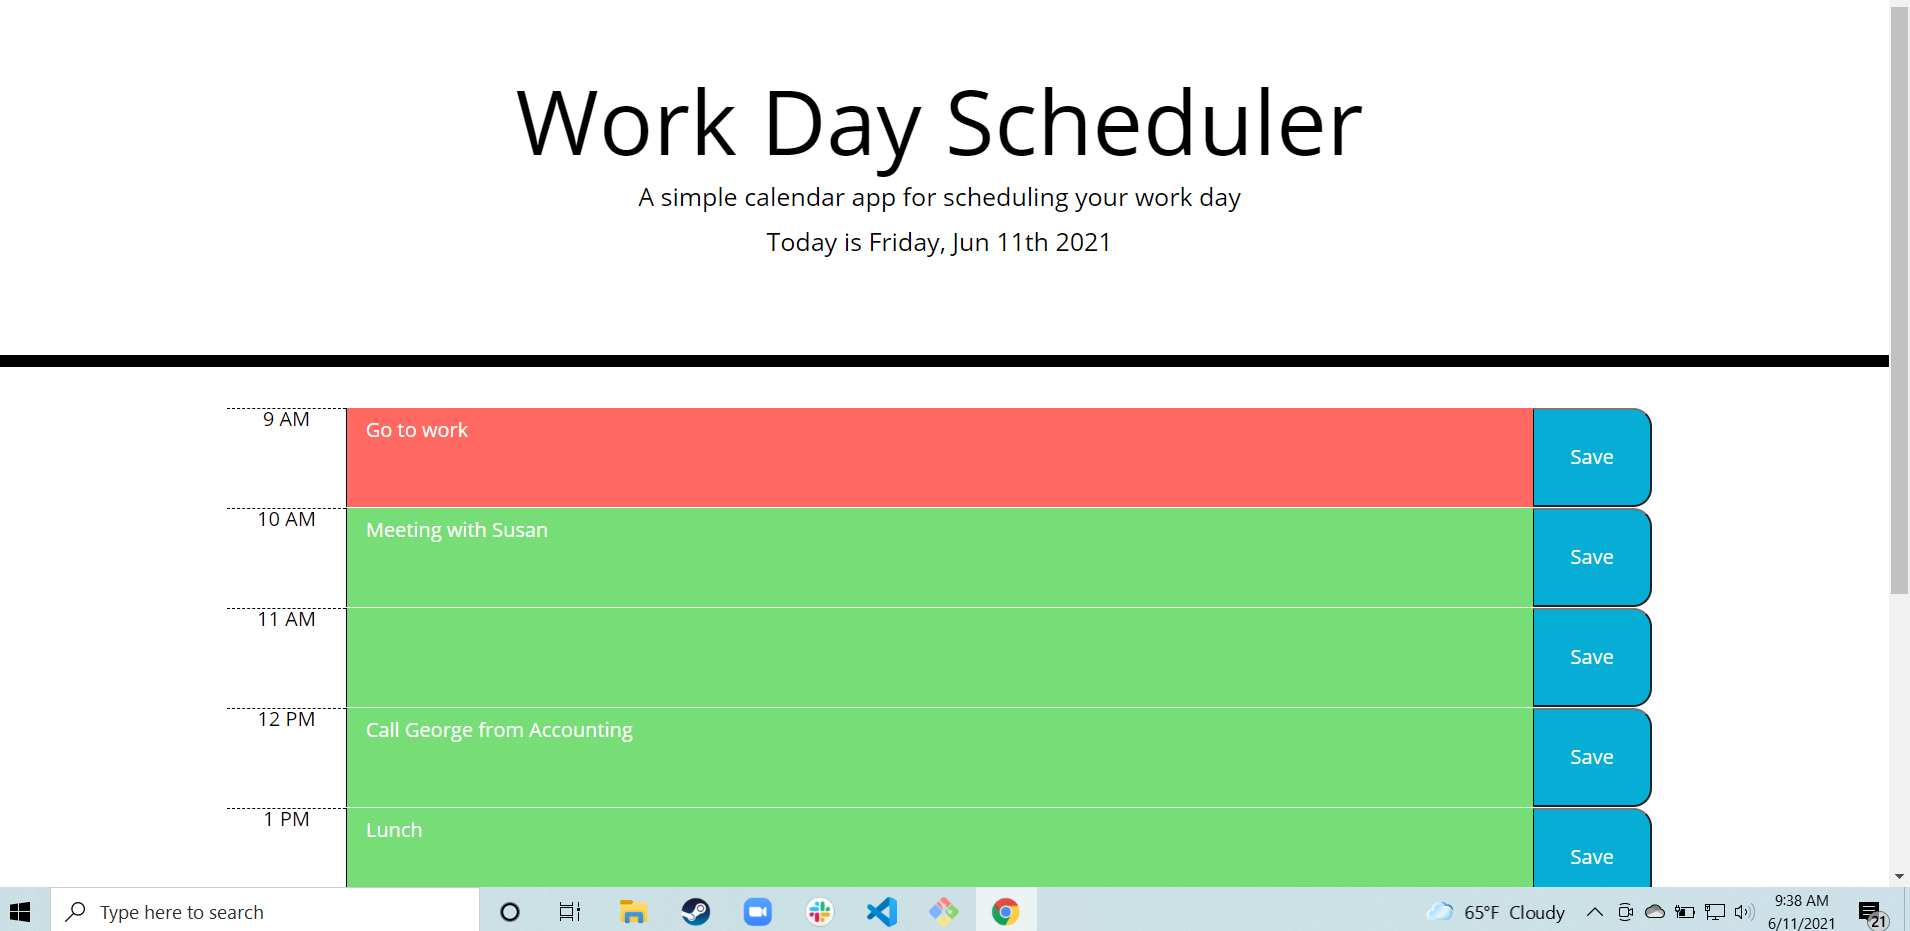 Work Day Scheduler
A simple calendar app for scheduling your work day
Today is Friday, Jun 11th 2021
9 AM Go to work Save
10 AM Meeting with Susan Save
11 AM Save
12 PM Call George from Accounting Save
1 PM Lunch Save
Type here to search 65°F Cloudy 9:38 AM
6/11/2021 21